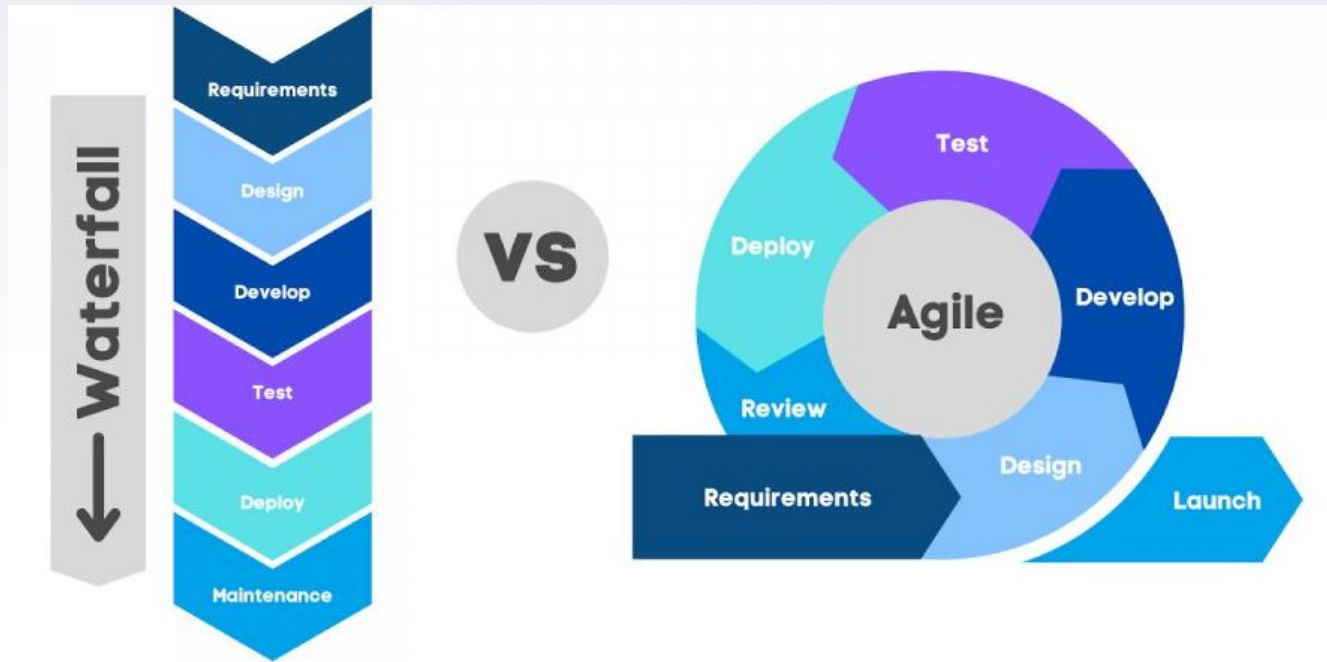 Waterfall
Requirements
Design
Develop
Test
Deploy
Maintenance
VS
Agile
Requirements
Design
Develop
Test
Deploy
Review
Launch